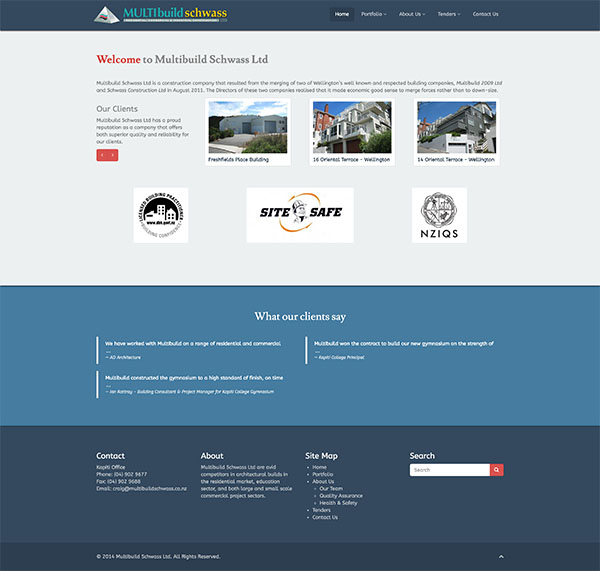 MULTIbuild schwass
Home
Portfolio
About Us
Tenders
Contact Us
Welcome to Multibuild Schwass Ltd
Multibuild Schwass Ltd is a construction company that resulted from the merging of two of Wellington's well known and respected building companies, Multibuild 2009 Ltd
and Schwass Construction Ltd in August 2011. The Directors of these two companies realised that it made economic good sense to merge forces rather than to down-size.
Our Clients
Multibuild Schwass Ltd has a proud
reputation as a company that offers
both superior quality and reliability for
our clients.
Freshfields Place Building
16 Oriental Terrace - Wellington
14 Oriental Terrace - Wellington
LICENSED BUILDING PRACTITIONERS
www.dbh.govt.nz
BUILDING CONFIDENCE
SITE SAFE
NZIQS
What our clients say
We have worked with Multibuild on a range of residential and commercial
...
– AD Architecture
Multibuild won the contract to build our new gymnasium on the strength of
...
– Kapiti College Principal
Multibuild constructed the gymnasium to a high standard of finish, on time
...
– Ian Rattray - Building Consultant & Project Manager for Kapiti College Gymnasium
Contact
Kapiti Office
Phone: (04) 902 9677
Fax: (04) 902 9688
Email: craig@multibuildschwass.co.nz
About
Multibuild Schwass Ltd are avid
competitors in architectural builds in
the residential market, education
sector, and both large and small scale
commercial project sectors.
Site Map
Home
Portfolio
About Us
Our Team
Quality Assurance
Health & Safety
Tenders
Contact Us
Search
Search
© 2014 Multibuild Schwass Ltd. All Rights Reserved.